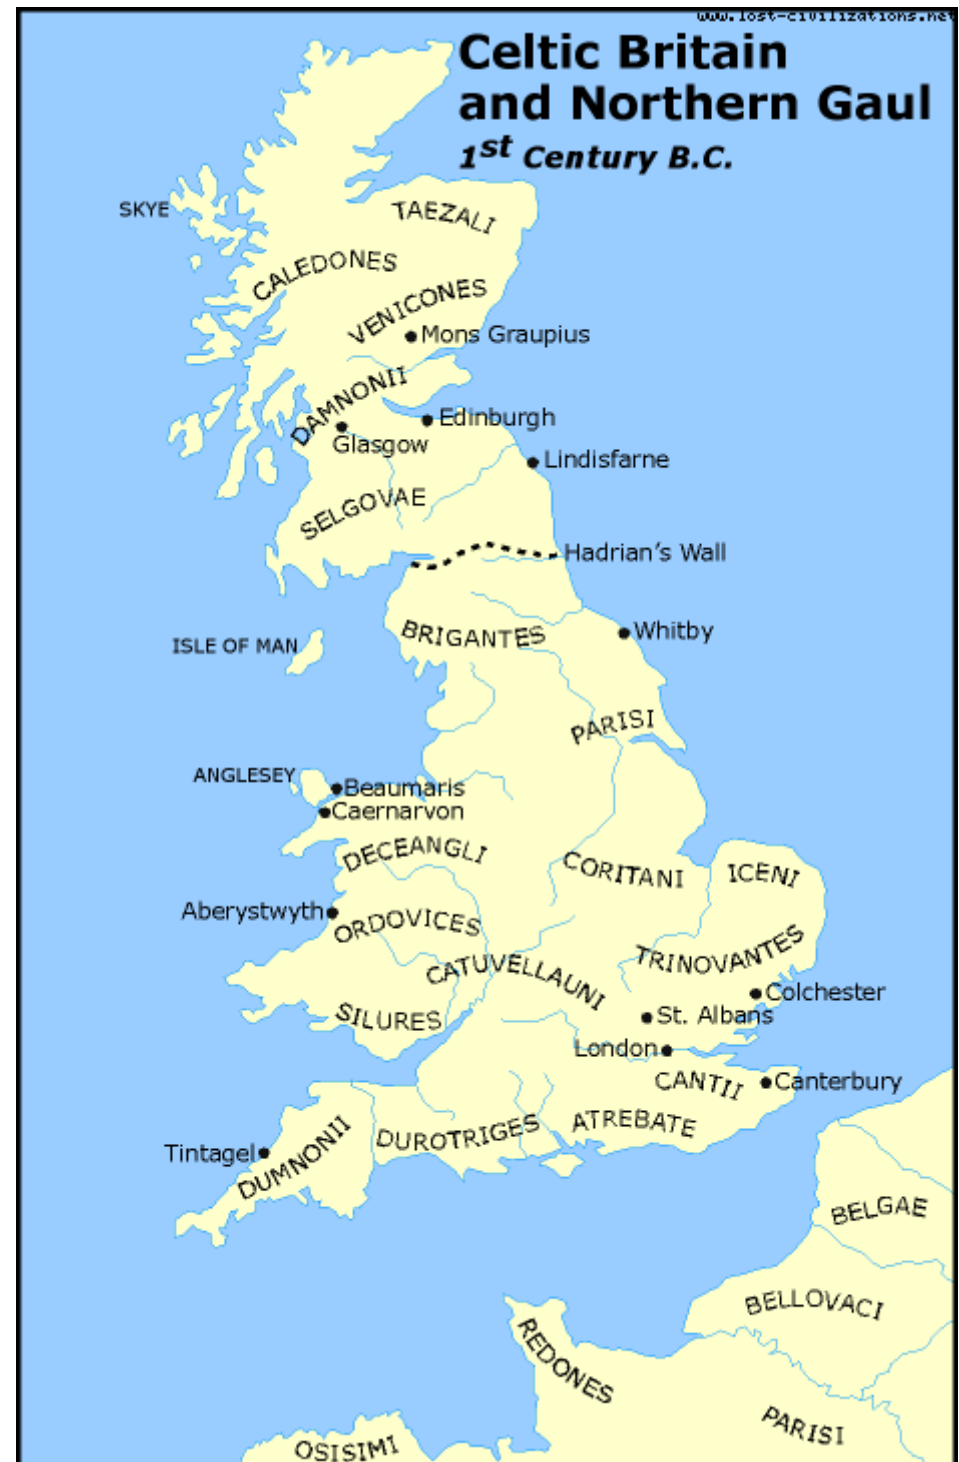 www.lost-civilizations.net
Celtic Britain
and Northern Gaul
1st Century B.C.
SKYE
TAEZALI
CALEDONES
VENICONES
Mons Graupius
DAMNONII
Edinburgh
Glasgow
Lindisfarne
SELGOVAE
Hadrian's Wall
BRIGANTES
Whitby
ISLE OF MAN
PARISI
ANGLESEY
Beaumaris
Caernarvon
DECEANGLI
CORITANI
ICENI
Aberystwyth
ORDOVICES
TRINOVANTES
CATUVELLAUNI
Colchester
SILURES
St. Albans
London
CANTII
Canterbury
ATREBATE
DUROTRIGES
Tintagel
DUMNONII
BELGAE
BELLOVACI
REDONES
PARISI
OSISIMI